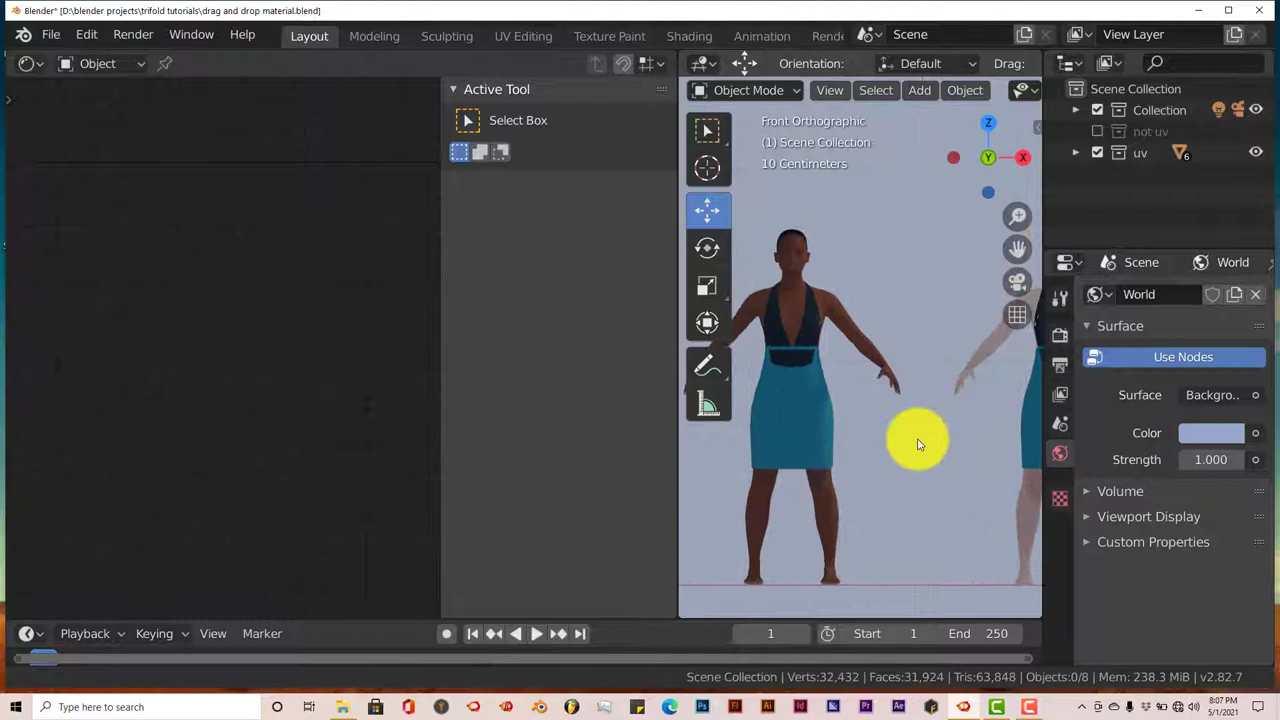 Blender* [D:\blender projects\trifold tutorials\drag and drop material.blend]
File Edit Render Window Help Layout Modeling Sculpting UV Editing Texture Paint Shading Animation Rende Scene View Layer
Object Orientation: Default Drag:
Active Tool
Select Box
Object Mode View Select Add Object
Front Orthographic
(1) Scene Collection
10 Centimeters
Z
Y
X
Scene Collection
Collection
not uv
uv 6
Scene World
World
Surface
Use Nodes
Surface Backgro..
Color
Strength 1.000
Volume
Viewport Display
Custom Properties
Playback Keying View Marker 1 Start 1 End 250
Scene Collection | Verts:32,432 | Faces:31,924 | Tris:63,848 | Objects:0/8 | Mem: 238.3 MiB | v2.82.7
Type here to search
8:07 PM
5/1/2021